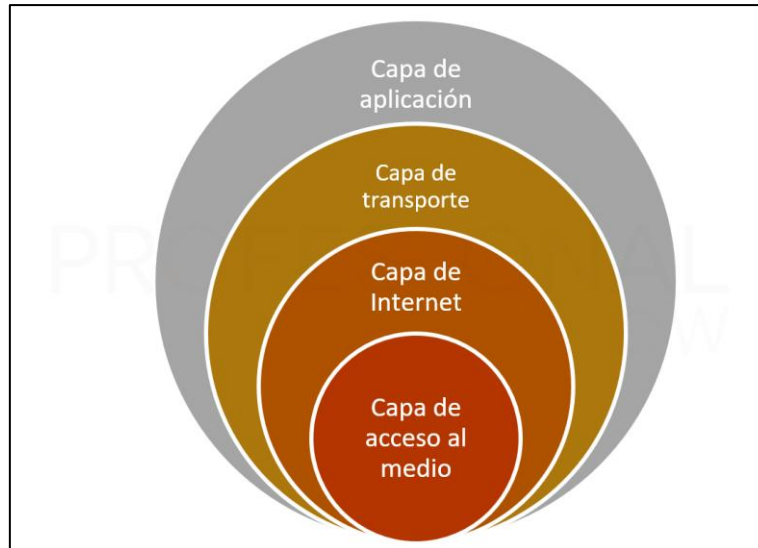 Capa de
aplicación
Capa de
transporte
Capa de
Internet
Capa de
acceso al
medio